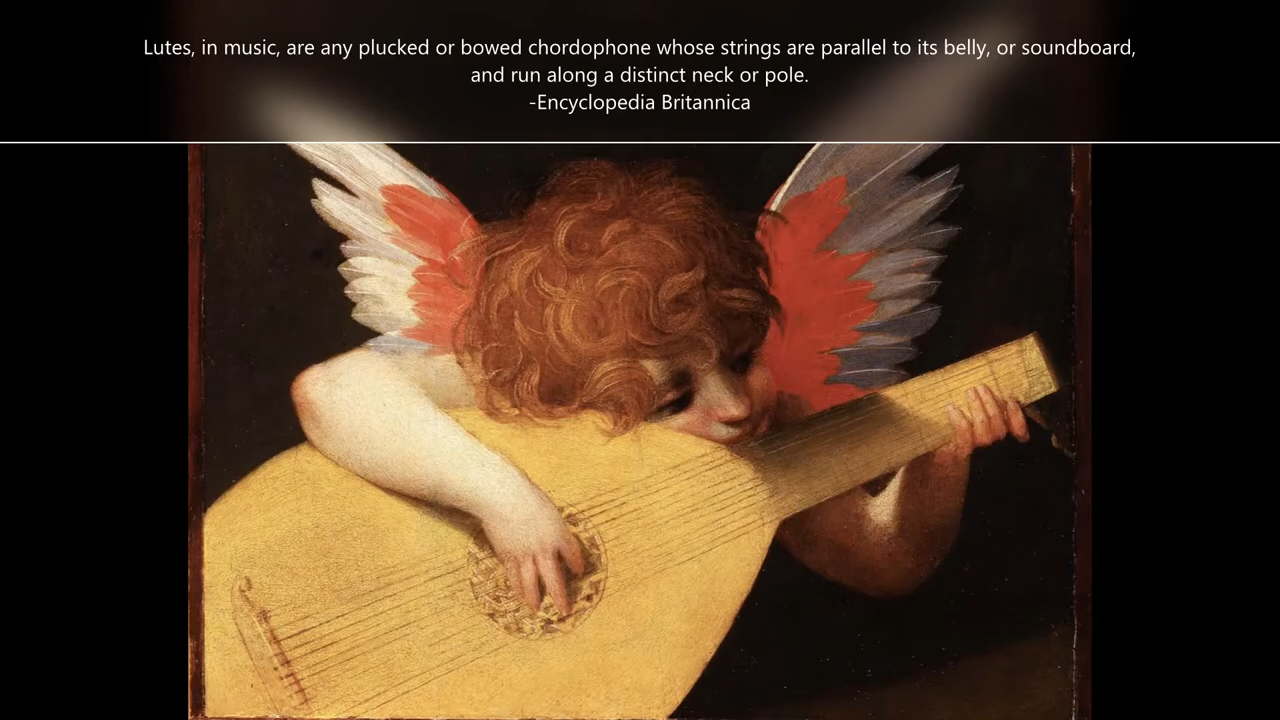 Lutes, in music, are any plucked or bowed chordophone whose strings are parallel to its belly, or soundboard,
and run along a distinct neck or pole.
-Encyclopedia Britannica